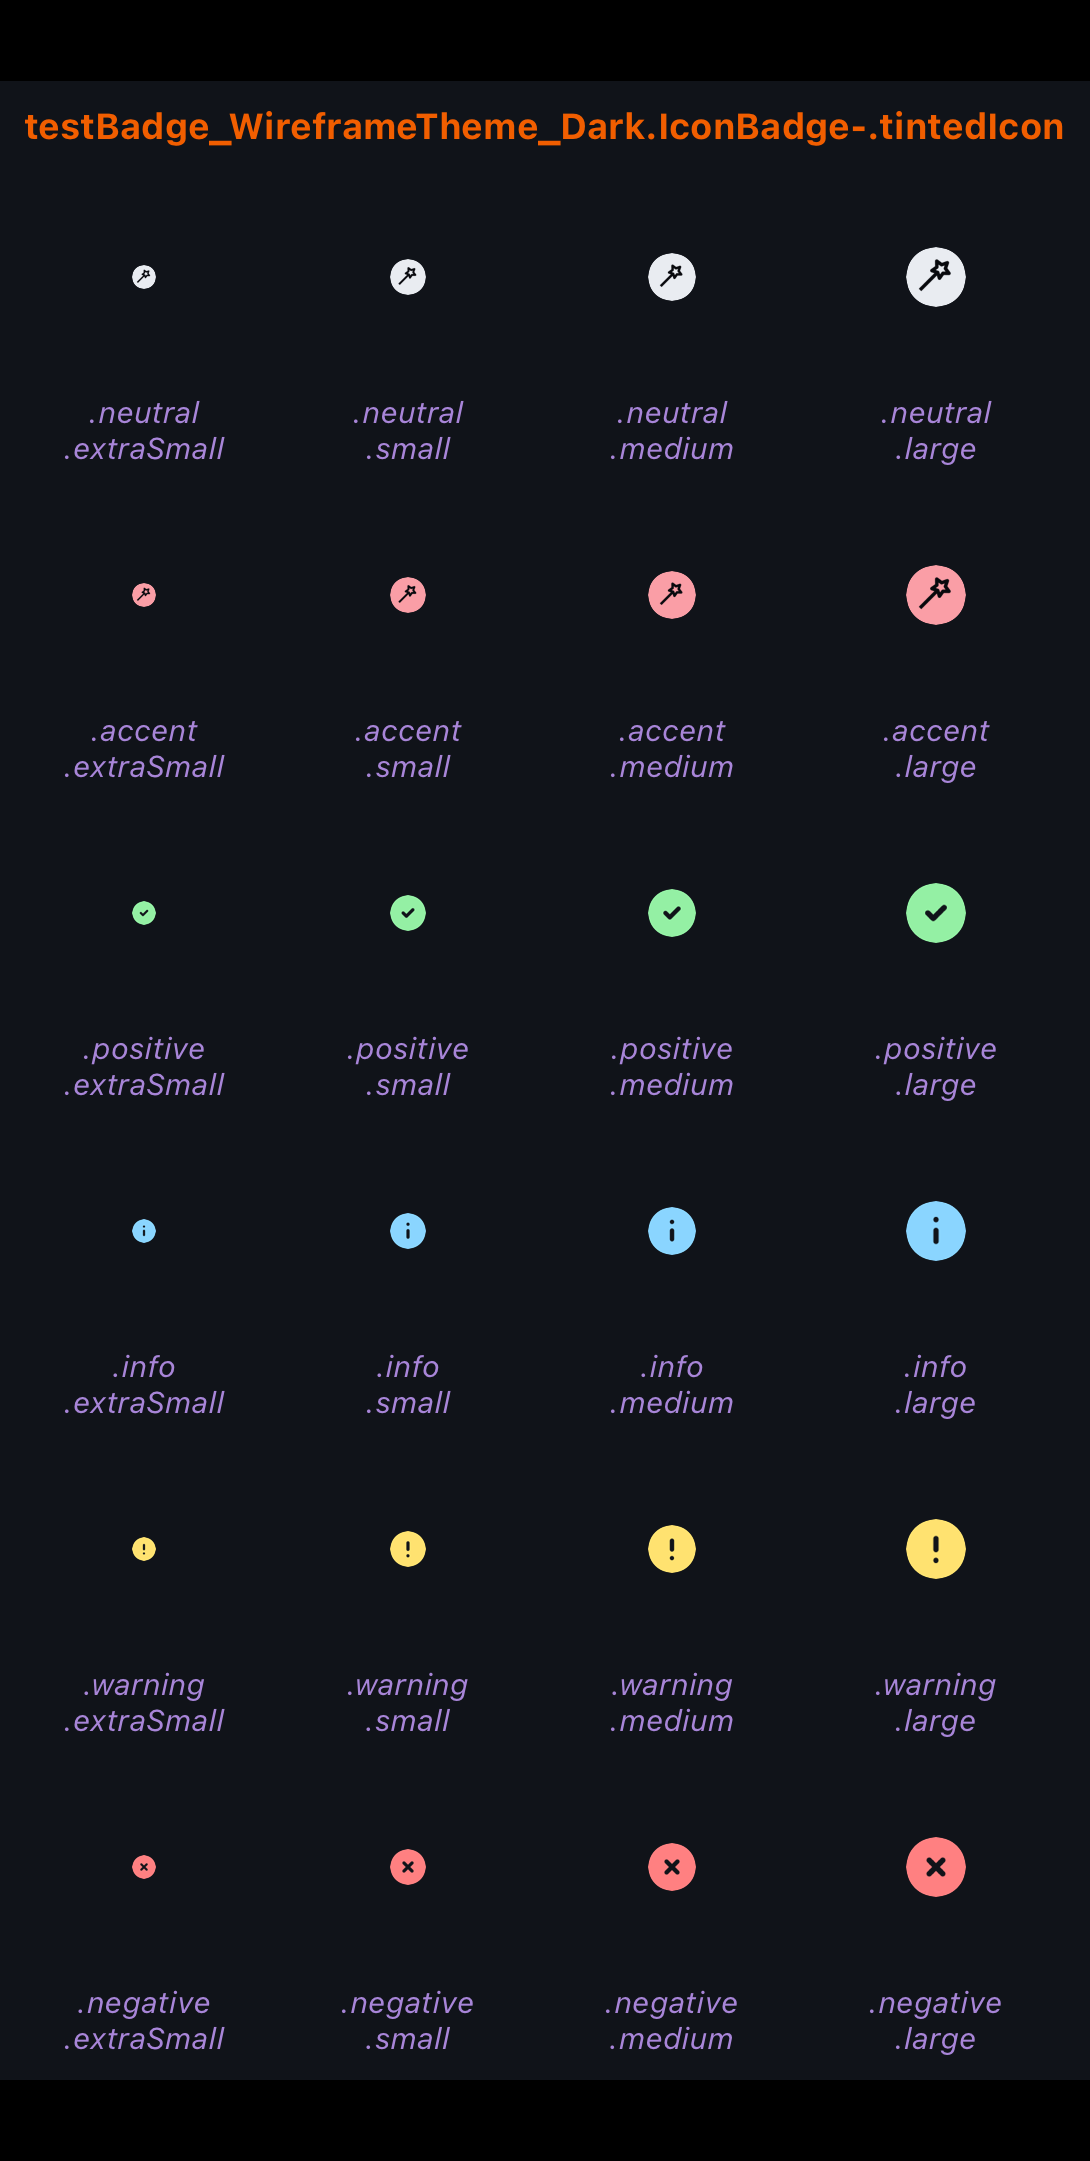 testBadge_WireframeTheme_Dark.IconBadge-.tintedIcon
.neutral .neutral .neutral .neutral
.extraSmall .small .medium .large
.accent .accent .accent .accent
.extraSmall .small .medium .large
.positive .positive .positive .positive
.extraSmall .small .medium .large
.info .info .info .info
.extraSmall .small .medium .large
.warning .warning .warning .warning
.extraSmall .small .medium .large
.negative .negative .negative .negative
.extraSmall .small .medium .large